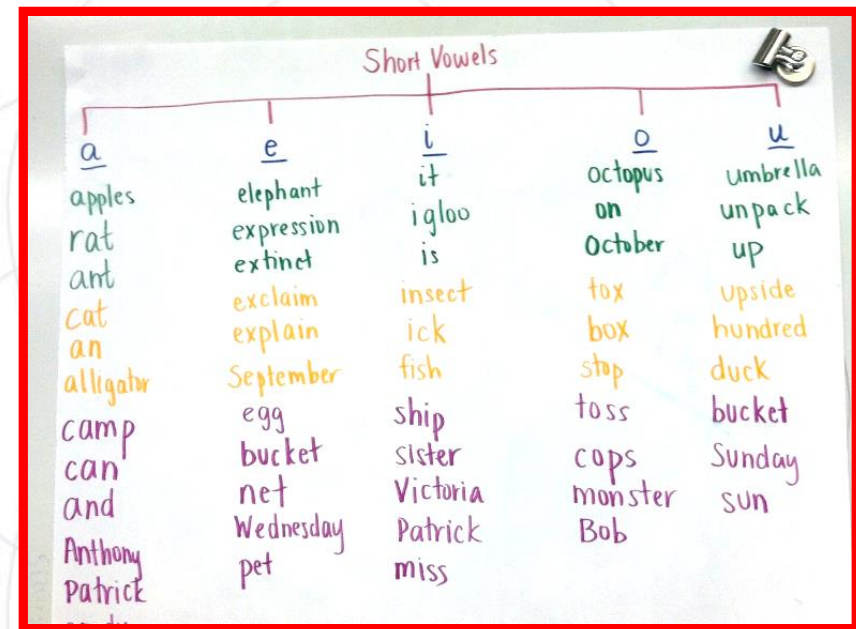 Short Vowels
a
apples
rat
ant
cat
an
alligator
camp
can
and
Anthony
Patrick
e
elephant
expression
extinct
exclaim
explain
September
egg
bucket
net
Wednesday
pet
i
it
igloo
is
insect
ick
fish
ship
sister
Victoria
Patrick
miss
o
octopus
on
October
fox
box
stop
toss
cops
monster
Bob
u
umbrella
unpack
up
upside
hundred
duck
bucket
Sunday
sun